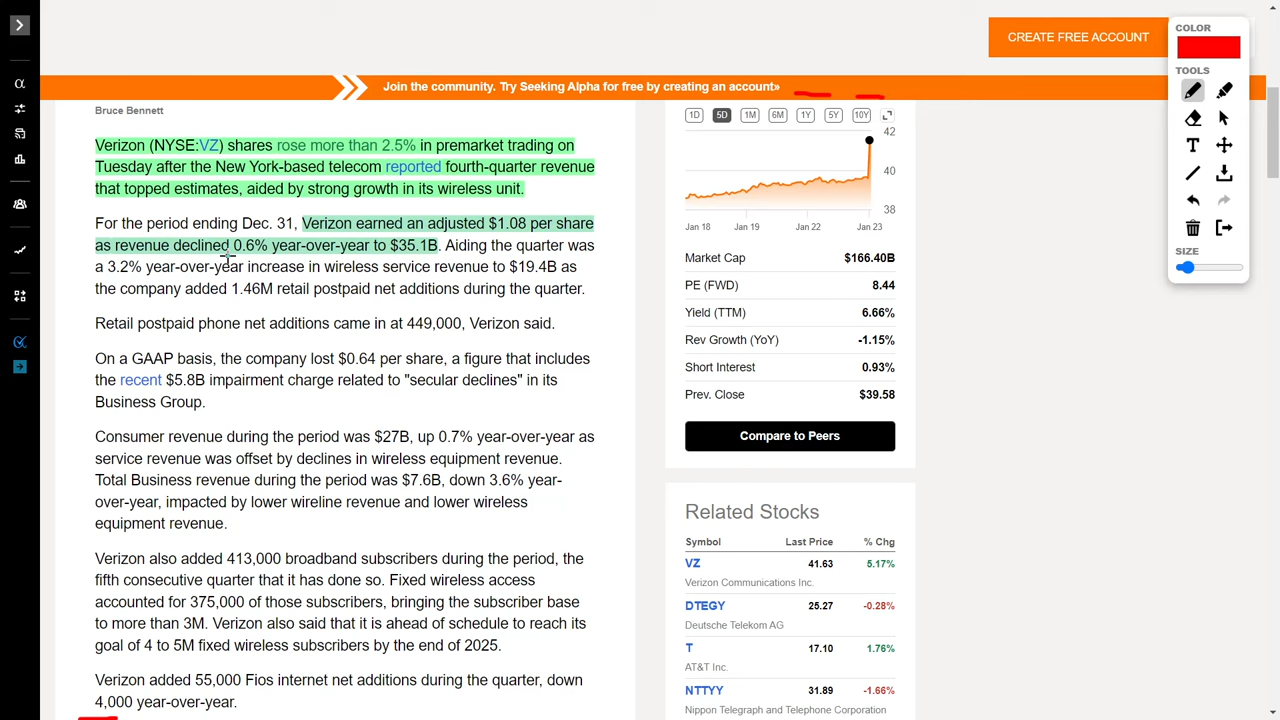 CREATE FREE ACCOUNT
COLOR
TOOLS
SIZE
Join the community. Try Seeking Alpha for free by creating an account»
Bruce Bennett
Verizon (NYSE:VZ) shares rose more than 2.5% in premarket trading on
Tuesday after the New York-based telecom reported fourth-quarter revenue
that topped estimates, aided by strong growth in its wireless unit.
For the period ending Dec. 31, Verizon earned an adjusted $1.08 per share
as revenue declined 0.6% year-over-year to $35.1B. Aiding the quarter was
a 3.2% year-over-year increase in wireless service revenue to $19.4B as
the company added 1.46M retail postpaid net additions during the quarter.
Retail postpaid phone net additions came in at 449,000, Verizon said.
On a GAAP basis, the company lost $0.64 per share, a figure that includes
the recent $5.8B impairment charge related to "secular declines" in its
Business Group.
Consumer revenue during the period was $27B, up 0.7% year-over-year as
service revenue was offset by declines in wireless equipment revenue.
Total Business revenue during the period was $7.6B, down 3.6% year-
over-year, impacted by lower wireline revenue and lower wireless
equipment revenue.
Verizon also added 413,000 broadband subscribers during the period, the
fifth consecutive quarter that it has done so. Fixed wireless access
accounted for 375,000 of those subscribers, bringing the subscriber base
to more than 3M. Verizon also said that it is ahead of schedule to reach its
goal of 4 to 5M fixed wireless subscribers by the end of 2025.
Verizon added 55,000 Fios internet net additions during the quarter, down
4,000 year-over-year.
1D 5D 1M 6M 1Y 5Y 10Y
42
40
38
Jan 18 Jan 19 Jan 22 Jan 23
Market Cap $166.40B
PE (FWD) 8.44
Yield (TTM) 6.66%
Rev Growth (YoY) -1.15%
Short Interest 0.93%
Prev. Close $39.58
Compare to Peers
Related Stocks
Symbol Last Price % Chg
VZ 41.63 5.17%
Verizon Communications Inc.
DTEGY 25.27 -0.28%
Deutsche Telekom AG
T 17.10 1.76%
AT&T Inc.
NTTYY 31.89 -1.66%
Nippon Telegraph and Telephone Corporation